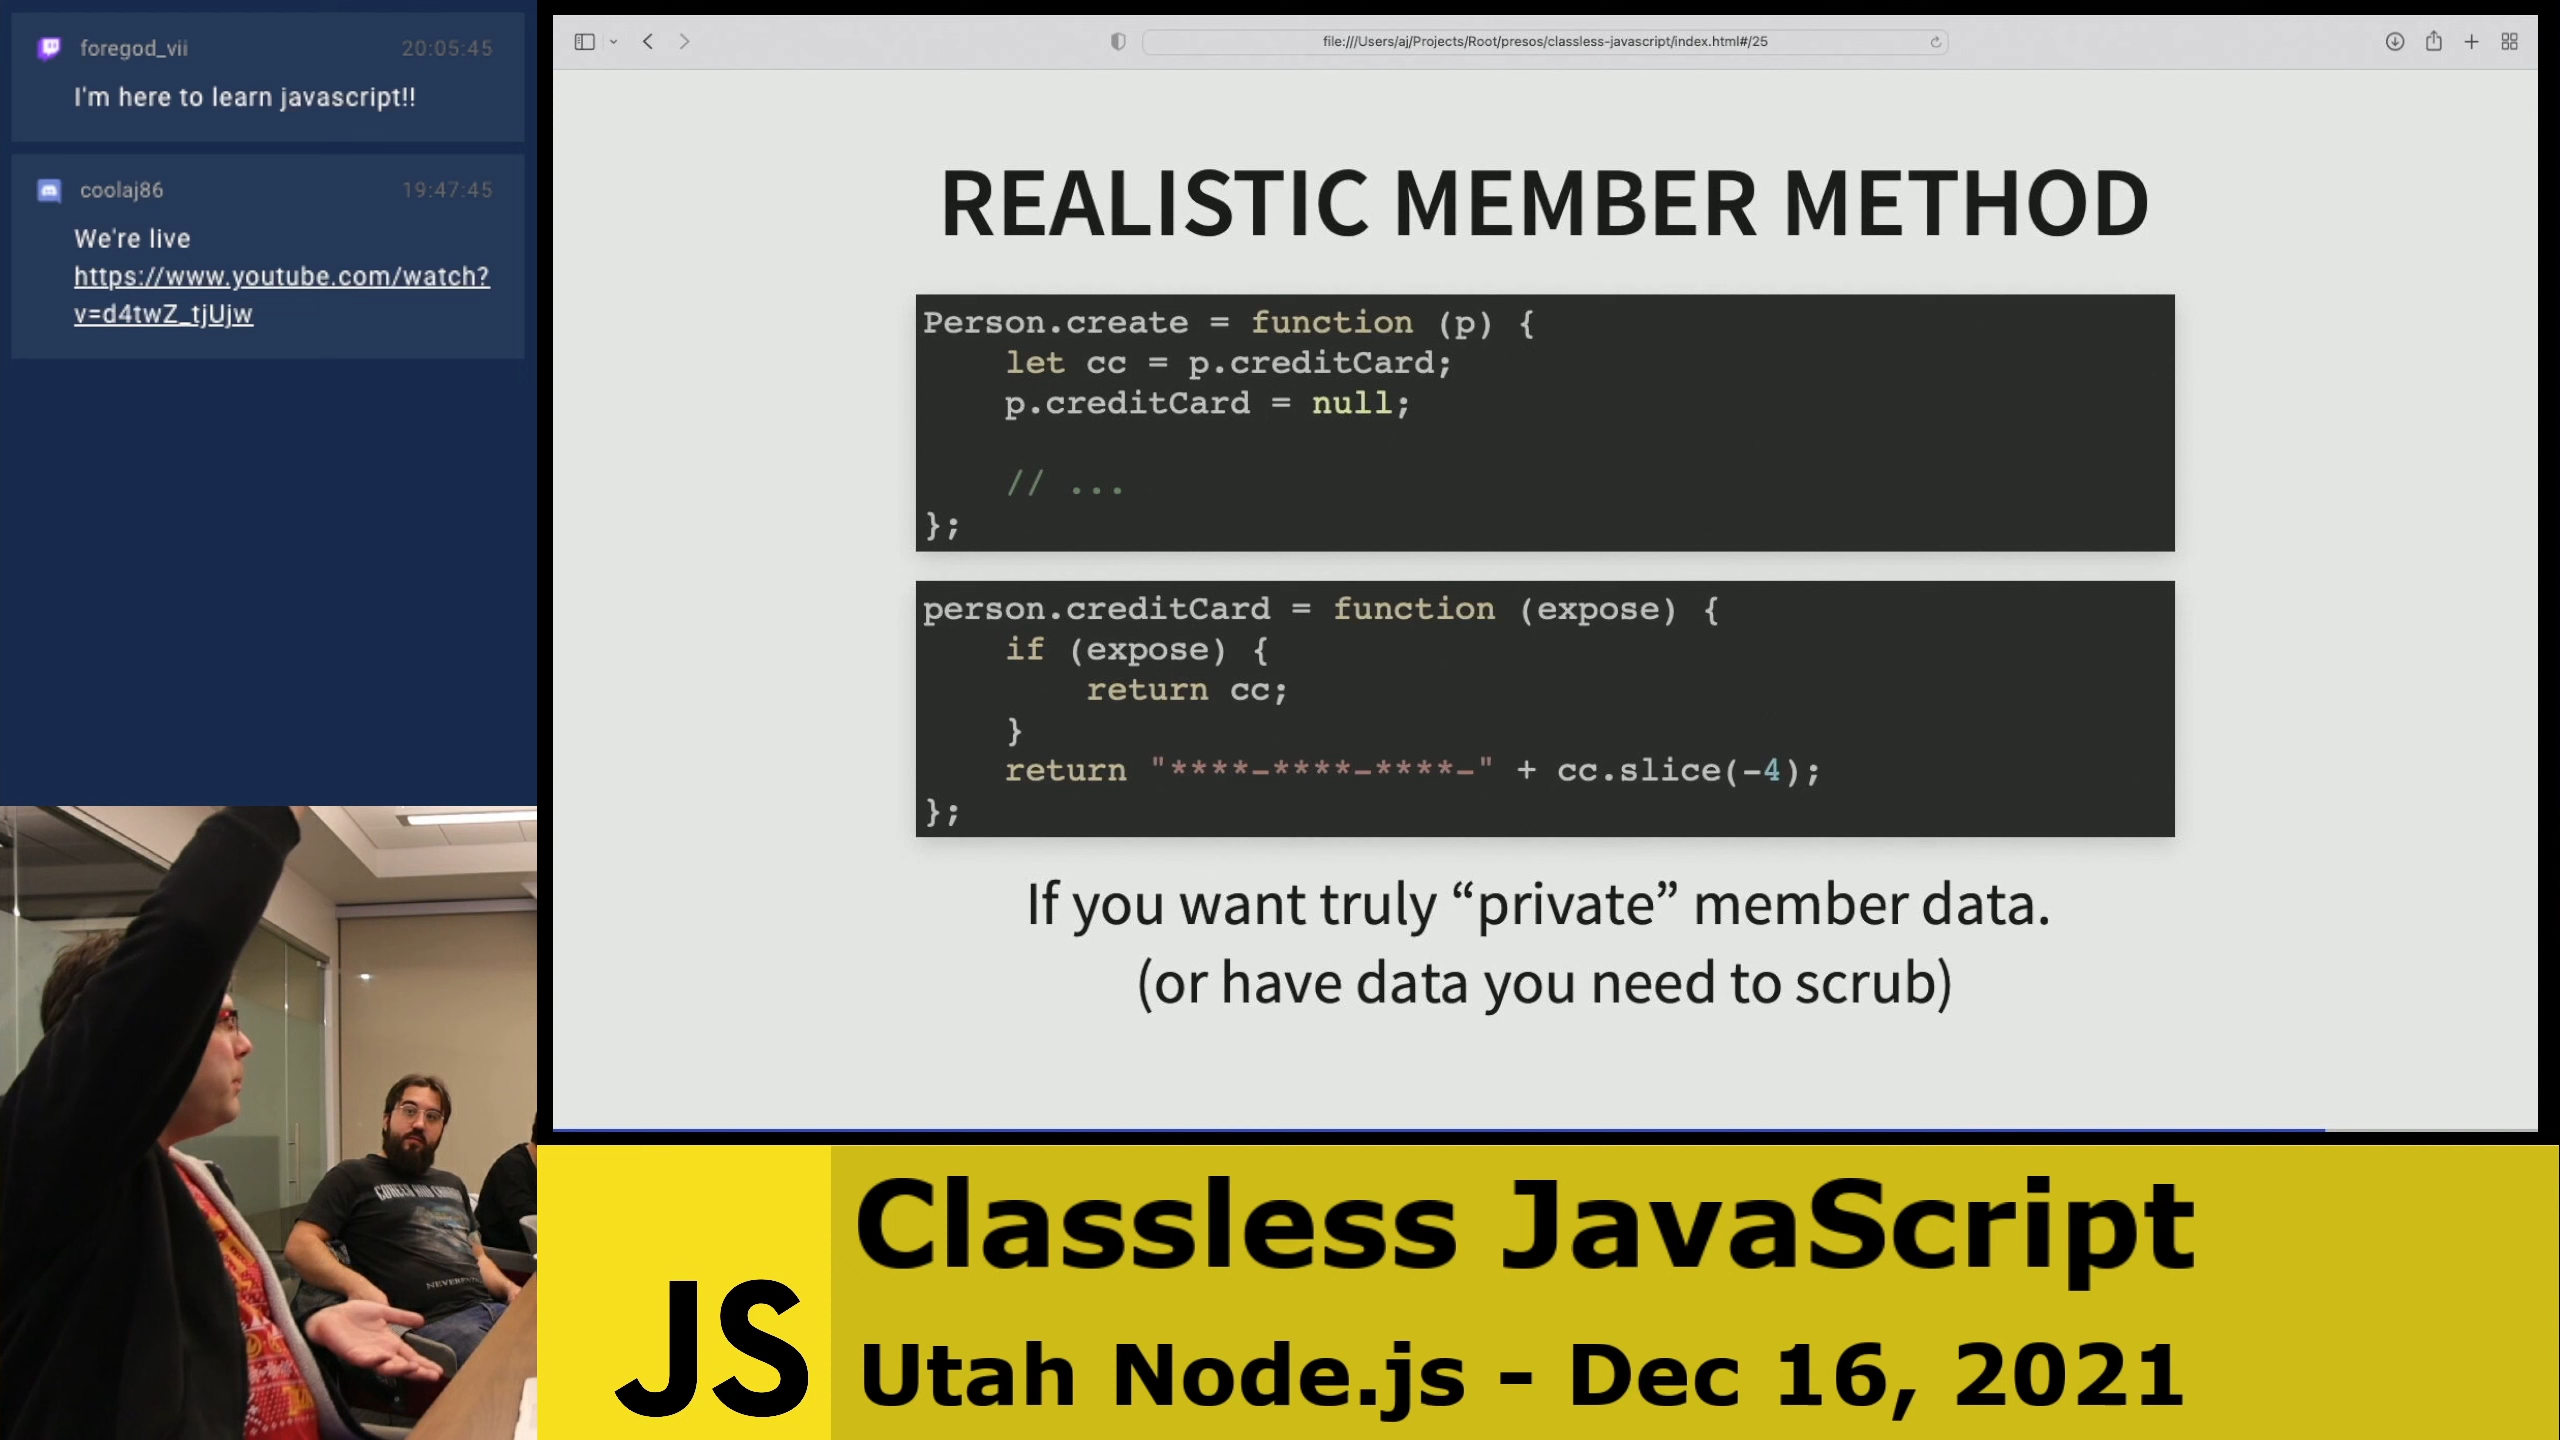 foregod_vii 20:05:45
I'm here to learn javascript!!
coolaj86 19:47:45
We're live
https://www.youtube.com/watch?
v=d4twZ_tjUjw
file:///Users/aj/Projects/Root/presos/classless-javascript/index.html#/25
REALISTIC MEMBER METHOD
Person.create = function (p) {
    let cc = p.creditCard;
    p.creditCard = null;
    // ...
};
person.creditCard = function (expose) {
    if (expose) {
        return cc;
    }
    return "****-****-****-" + cc.slice(-4);
};
If you want truly “private” member data.
(or have data you need to scrub)
JS
Classless JavaScript
Utah Node.js - Dec 16, 2021